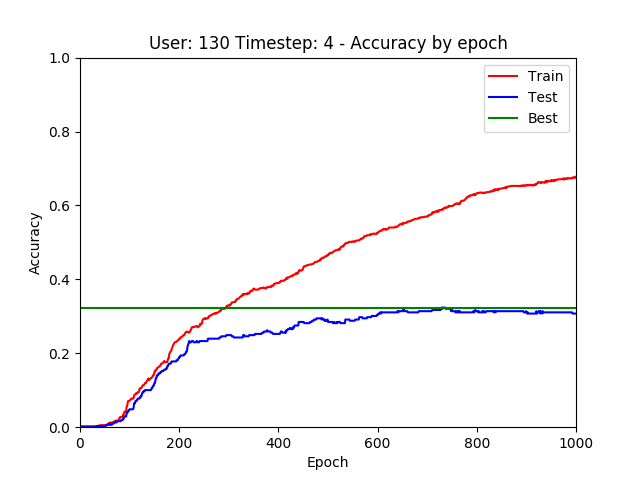 User: 130 Timestep: 4 - Accuracy by epoch
1.0
0.8
0.6
0.4
0.2
0.0
Accuracy
Train
Test
Best
0 200 400 600 800 1000
Epoch